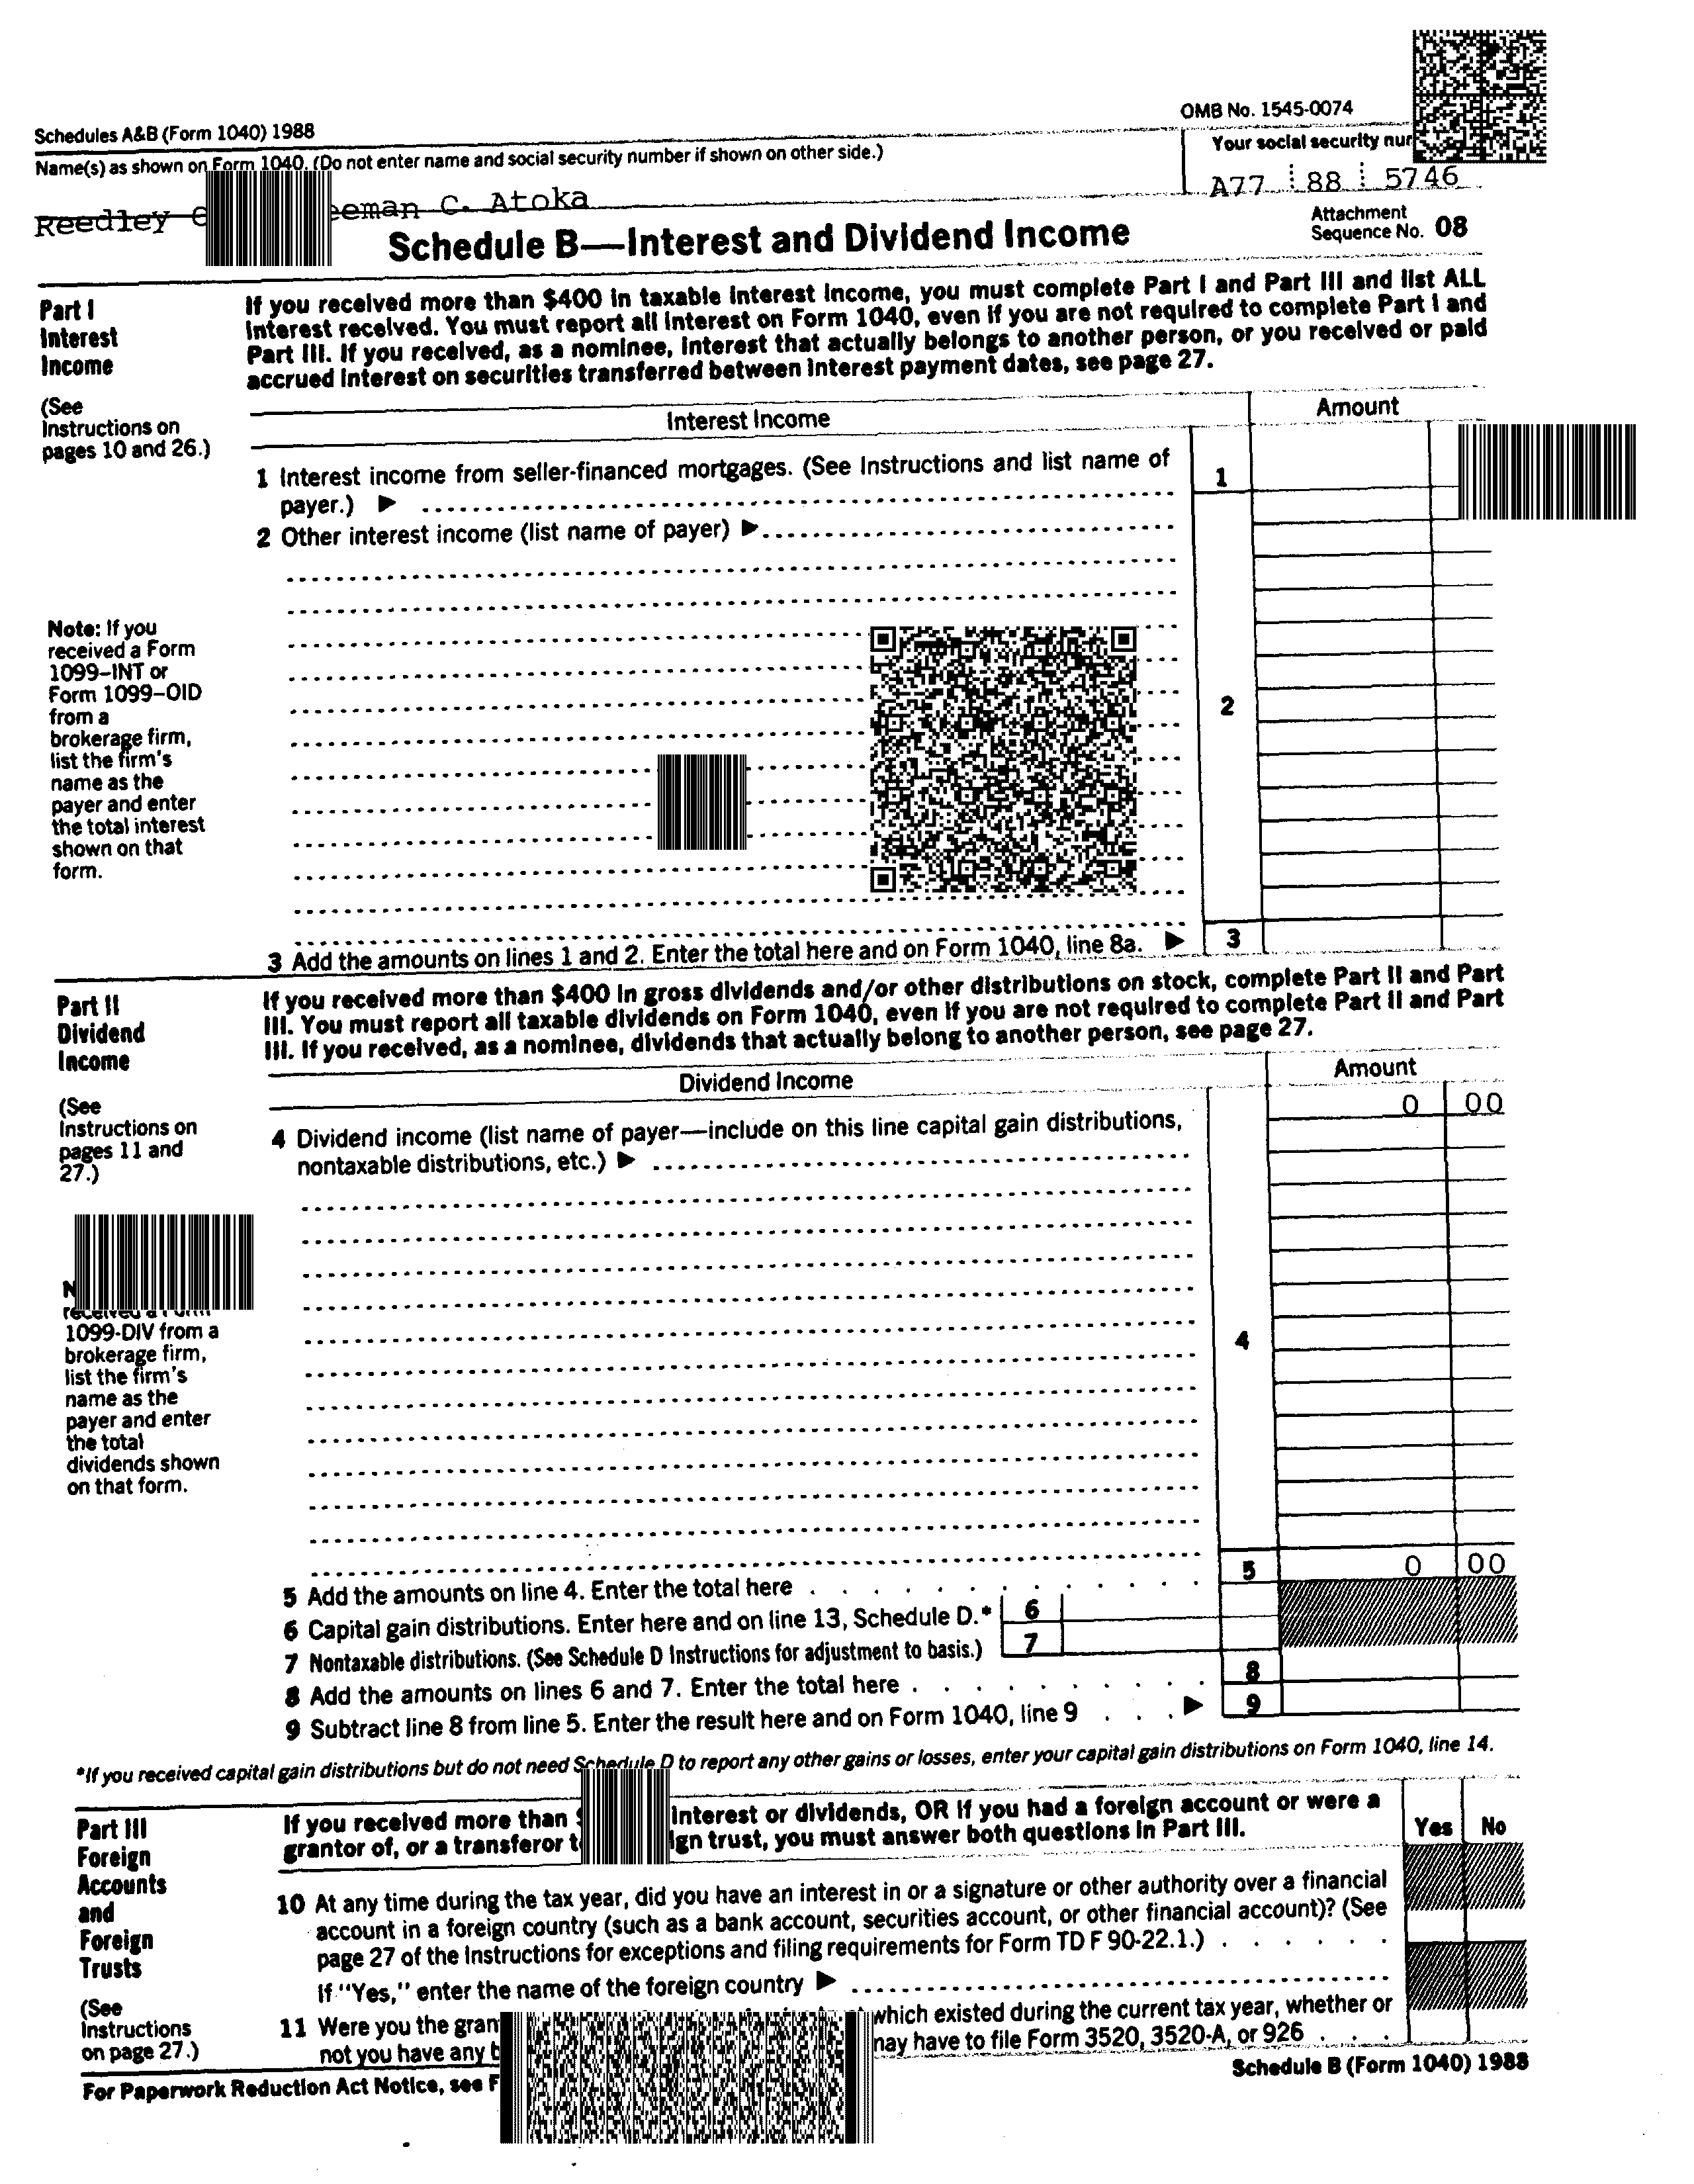 OMB No. 1545-0074
Schedules A&B (Form 1040) 1988
Name(s) as shown on Form 1040. (Do not enter name and social security number if shown on other side.)
Your social security
A77 88 5746
Reedley C. Atoka
Schedule B—Interest and Dividend Income
Attachment
Sequence No. 08
Part I
Interest
Income
(See
Instructions on
pages 10 and 26.)
If you received more than $400 in taxable interest income, you must complete Part I and Part III and list ALL
interest received. You must report all interest on Form 1040, even if you are not required to complete Part I and
Part III. If you received, as a nominee, interest that actually belongs to another person, or you received or paid
accrued interest on securities transferred between interest payment dates, see page 27.
Interest Income
Amount
1 Interest income from seller-financed mortgages. (See Instructions and list name of
payer.) ▶
1
2 Other interest income (list name of payer) ▶
Note: If you
received a Form
1099–INT or
Form 1099–OID
from a
brokerage firm,
list the firm's
name as the
payer and enter
the total interest
shown on that
form.
2
3 Add the amounts on lines 1 and 2. Enter the total here and on Form 1040, line 8a. ▶ 3
Part II
Dividend
Income
(See
Instructions on
pages 11 and
27.)
If you received more than $400 in gross dividends and/or other distributions on stock, complete Part II and Part
III. You must report all taxable dividends on Form 1040, even if you are not required to complete Part II and Part
III. If you received, as a nominee, dividends that actually belong to another person, see page 27.
Dividend Income
Amount
0 00
4 Dividend income (list name of payer—include on this line capital gain distributions,
nontaxable distributions, etc.) ▶
received a
1099-DIV from a
brokerage firm,
list the firm's
name as the
payer and enter
the total
dividends shown
on that form.
4
5 Add the amounts on line 4. Enter the total here 5 0 00
6 Capital gain distributions. Enter here and on line 13, Schedule D.* 6
7 Nontaxable distributions. (See Schedule D Instructions for adjustment to basis.) 7
8 Add the amounts on lines 6 and 7. Enter the total here 8
9 Subtract line 8 from line 5. Enter the result here and on Form 1040, line 9 ▶ 9
*If you received capital gain distributions but do not need Schedule D to report any other gains or losses, enter your capital gain distributions on Form 1040, line 14.
Part III
Foreign
Accounts
and
Foreign
Trusts
(See
Instructions
on page 27.)
If you received more than interest or dividends, OR if you had a foreign account or were a
grantor of, or a transferor trust, you must answer both questions in Part III.
Yes No
10 At any time during the tax year, did you have an interest in or a signature or other authority over a financial
account in a foreign country (such as a bank account, securities account, or other financial account)? (See
page 27 of the Instructions for exceptions and filing requirements for Form TD F 90-22.1.)
If "Yes," enter the name of the foreign country ▶
11 Were you the which existed during the current tax year, whether or
not you have any may have to file Form 3520, 3520-A, or 926
For Paperwork Reduction Act Notice, see
Schedule B (Form 1040) 1988